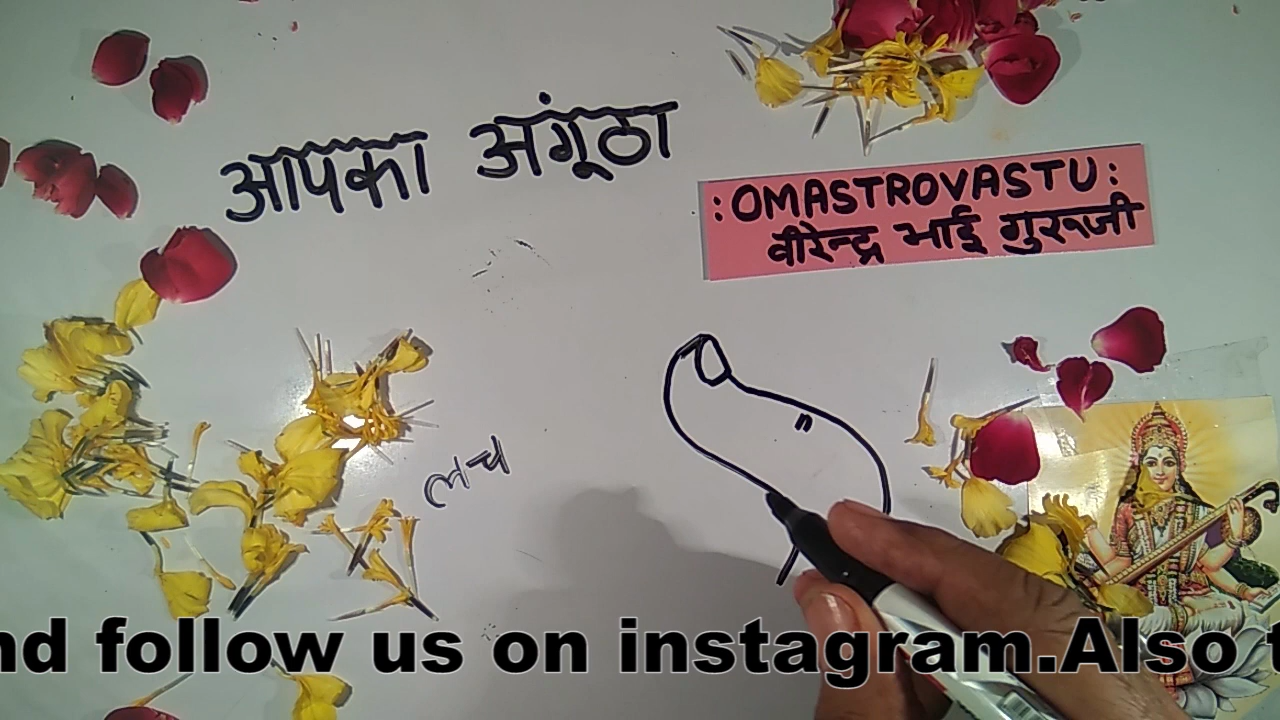 आपका अंगूठा
:OMASTROVASTU:
वीरेन्द्र भाई गुरूजी
लच
nd follow us on instagram.Also t